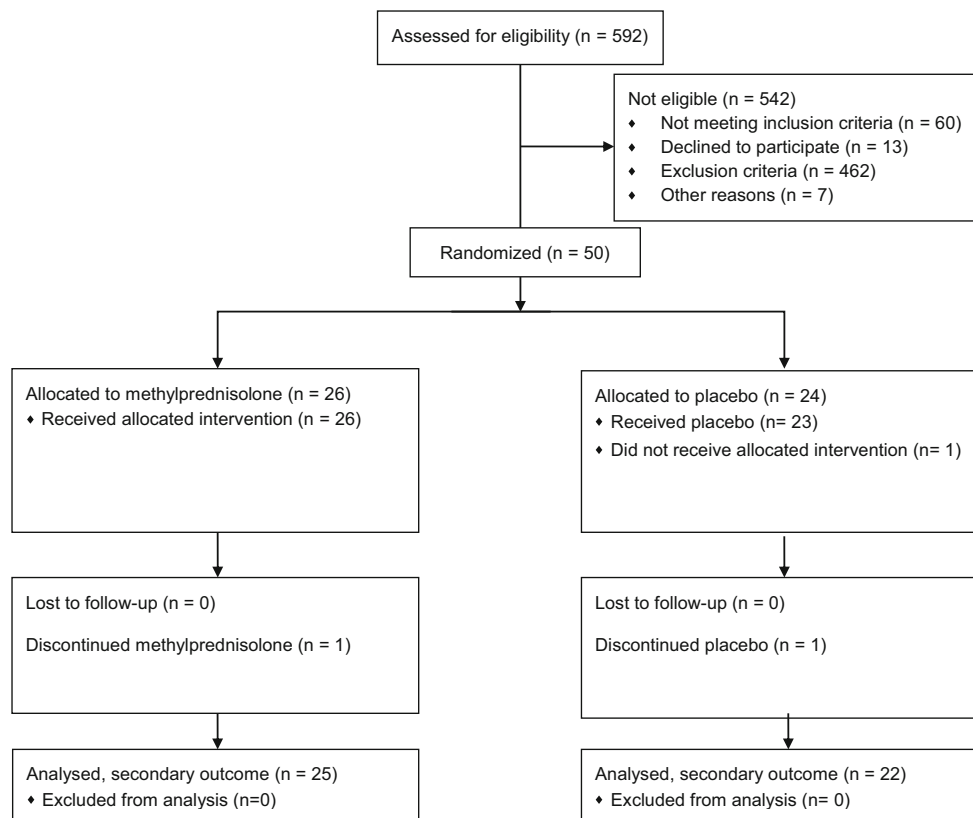 Assessed for eligibility (n = 592)
Not eligible (n = 542)
♦ Not meeting inclusion criteria (n = 60)
♦ Declined to participate (n = 13)
♦ Exclusion criteria (n = 462)
♦ Other reasons (n = 7)
Randomized (n = 50)
Allocated to methylprednisolone (n = 26)
♦ Received allocated intervention (n = 26)
Allocated to placebo (n = 24)
♦ Received placebo (n= 23)
♦ Did not receive allocated intervention (n= 1)
Lost to follow-up (n = 0)
Discontinued methylprednisolone (n = 1)
Lost to follow-up (n = 0)
Discontinued placebo (n = 1)
Analysed, secondary outcome (n = 25)
♦ Excluded from analysis (n=0)
Analysed, secondary outcome (n = 22)
♦ Excluded from analysis (n= 0)